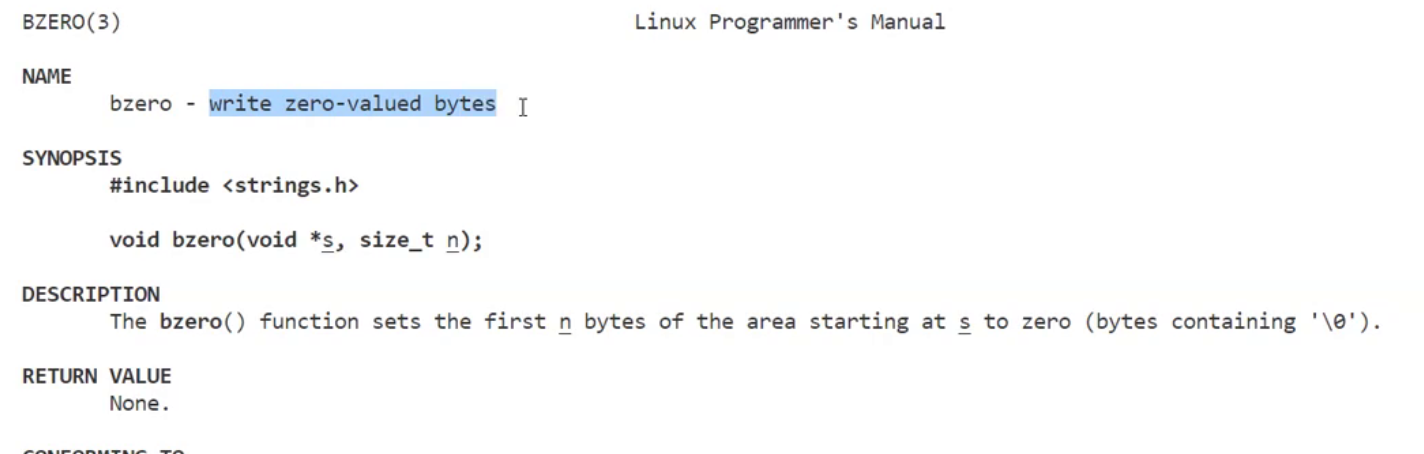 BZERO(3) Linux Programmer's Manual
NAME
bzero - write zero-valued bytes
SYNOPSIS
#include <strings.h>
void bzero(void *s, size_t n);
DESCRIPTION
The bzero() function sets the first n bytes of the area starting at s to zero (bytes containing '\0').
RETURN VALUE
None.
CONFORMING TO